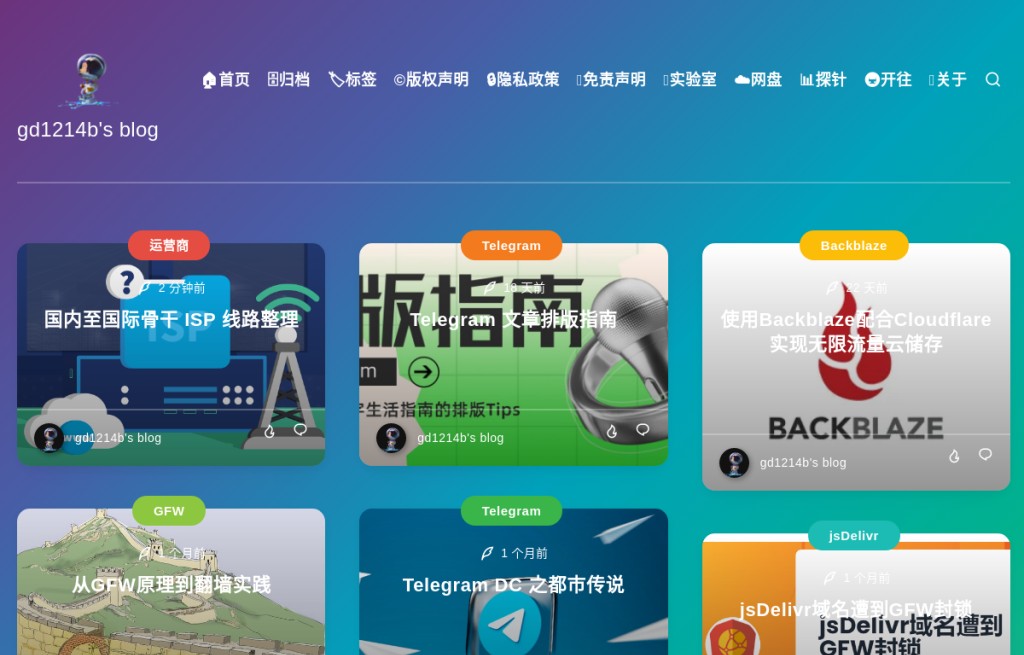 🏠首页 🗄归档 🏷标签 ©版权声明 🔒隐私政策 免责声明 实验室 ☁网盘 📊探针 开往 关于
gd1214b's blog
运营商
2 分钟前
国内至国际骨干 ISP 线路整理
ISP
gd1214b's blog
Telegram
18 天前
Telegram 文章排版指南
版指南
m
生活指南的排版Tips
gd1214b's blog
Backblaze
22 天前
使用Backblaze配合Cloudflare
实现无限流量云储存
BACKBLAZE
gd1214b's blog
GFW
1 个月前
从GFW原理到翻墙实践
Telegram
1 个月前
Telegram DC 之都市传说
jsDelivr
1 个月前
jsDelivr域名遭到GFW封锁
jsDelivr域名遭到
GFW封锁